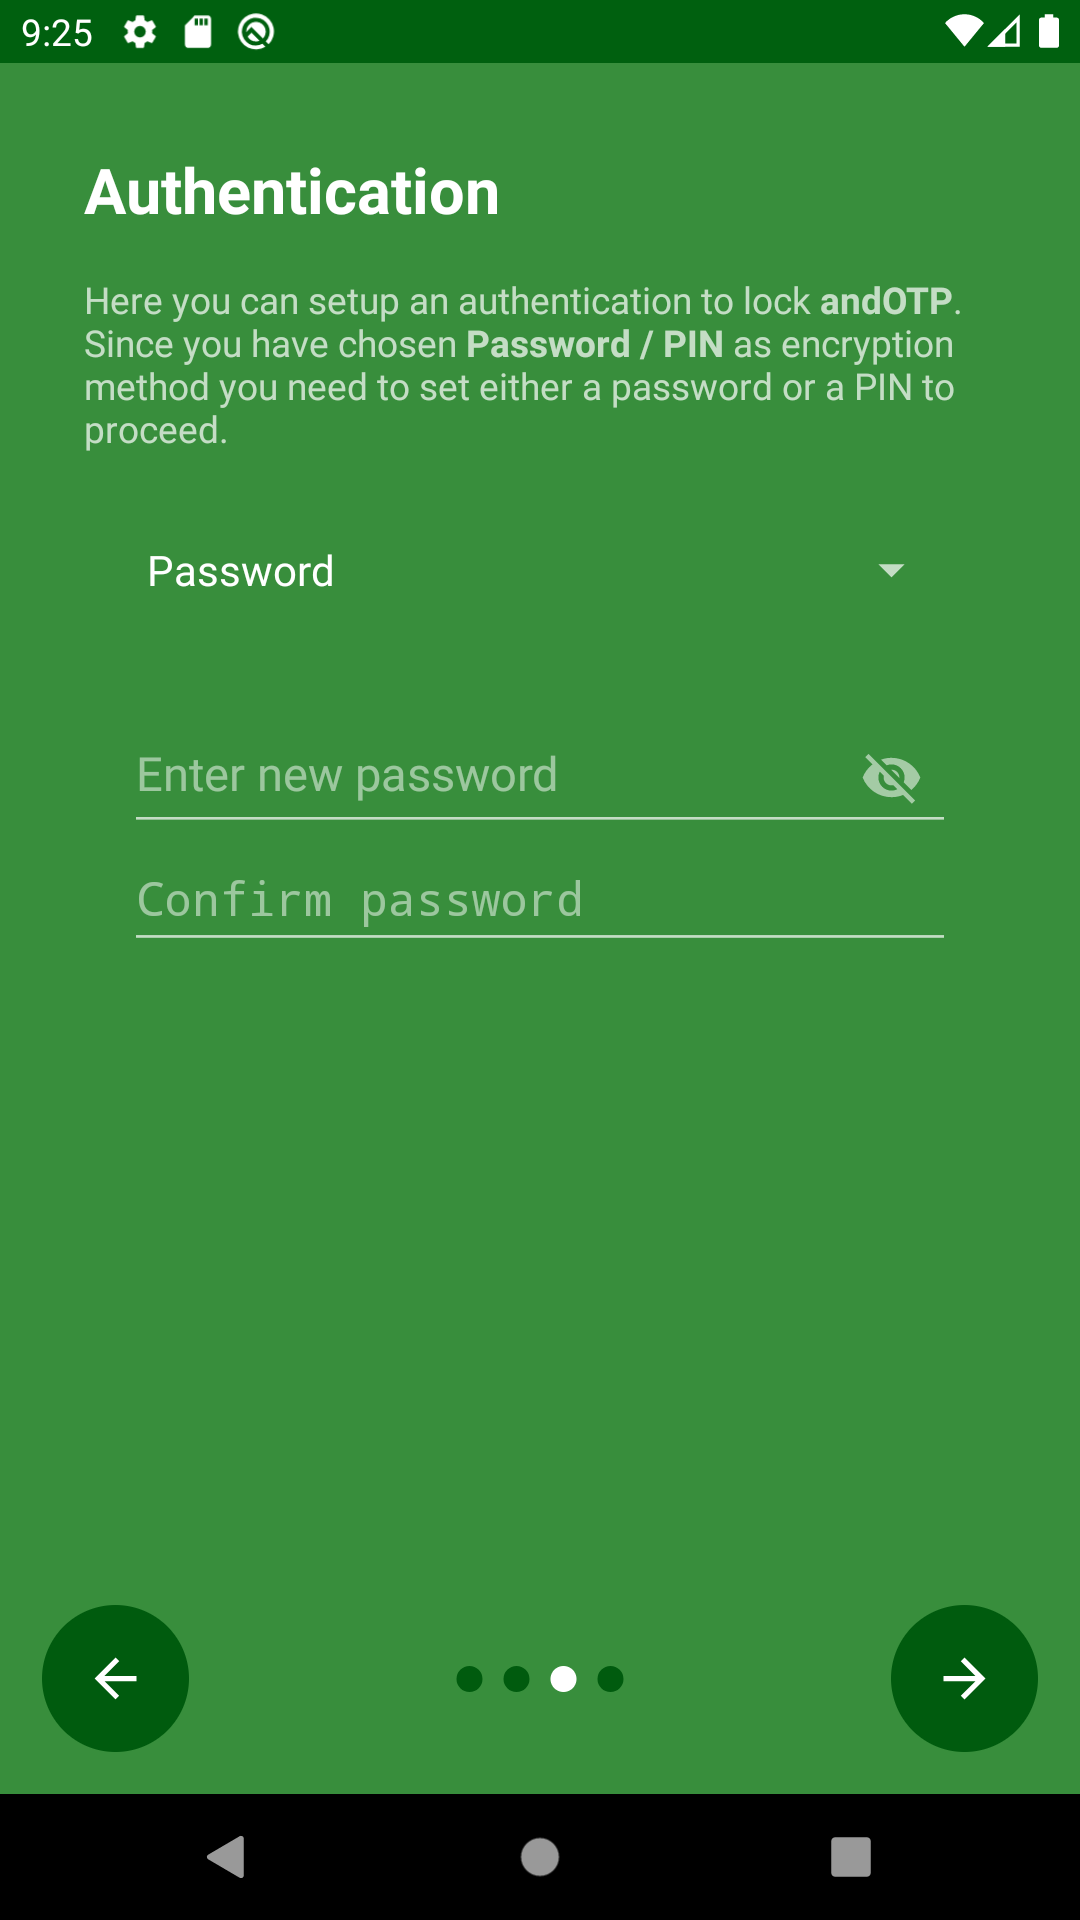 9:25
Authentication
Here you can setup an authentication to lock andOTP.
Since you have chosen Password / PIN as encryption
method you need to set either a password or a PIN to
proceed.
Password
Enter new password
Confirm password